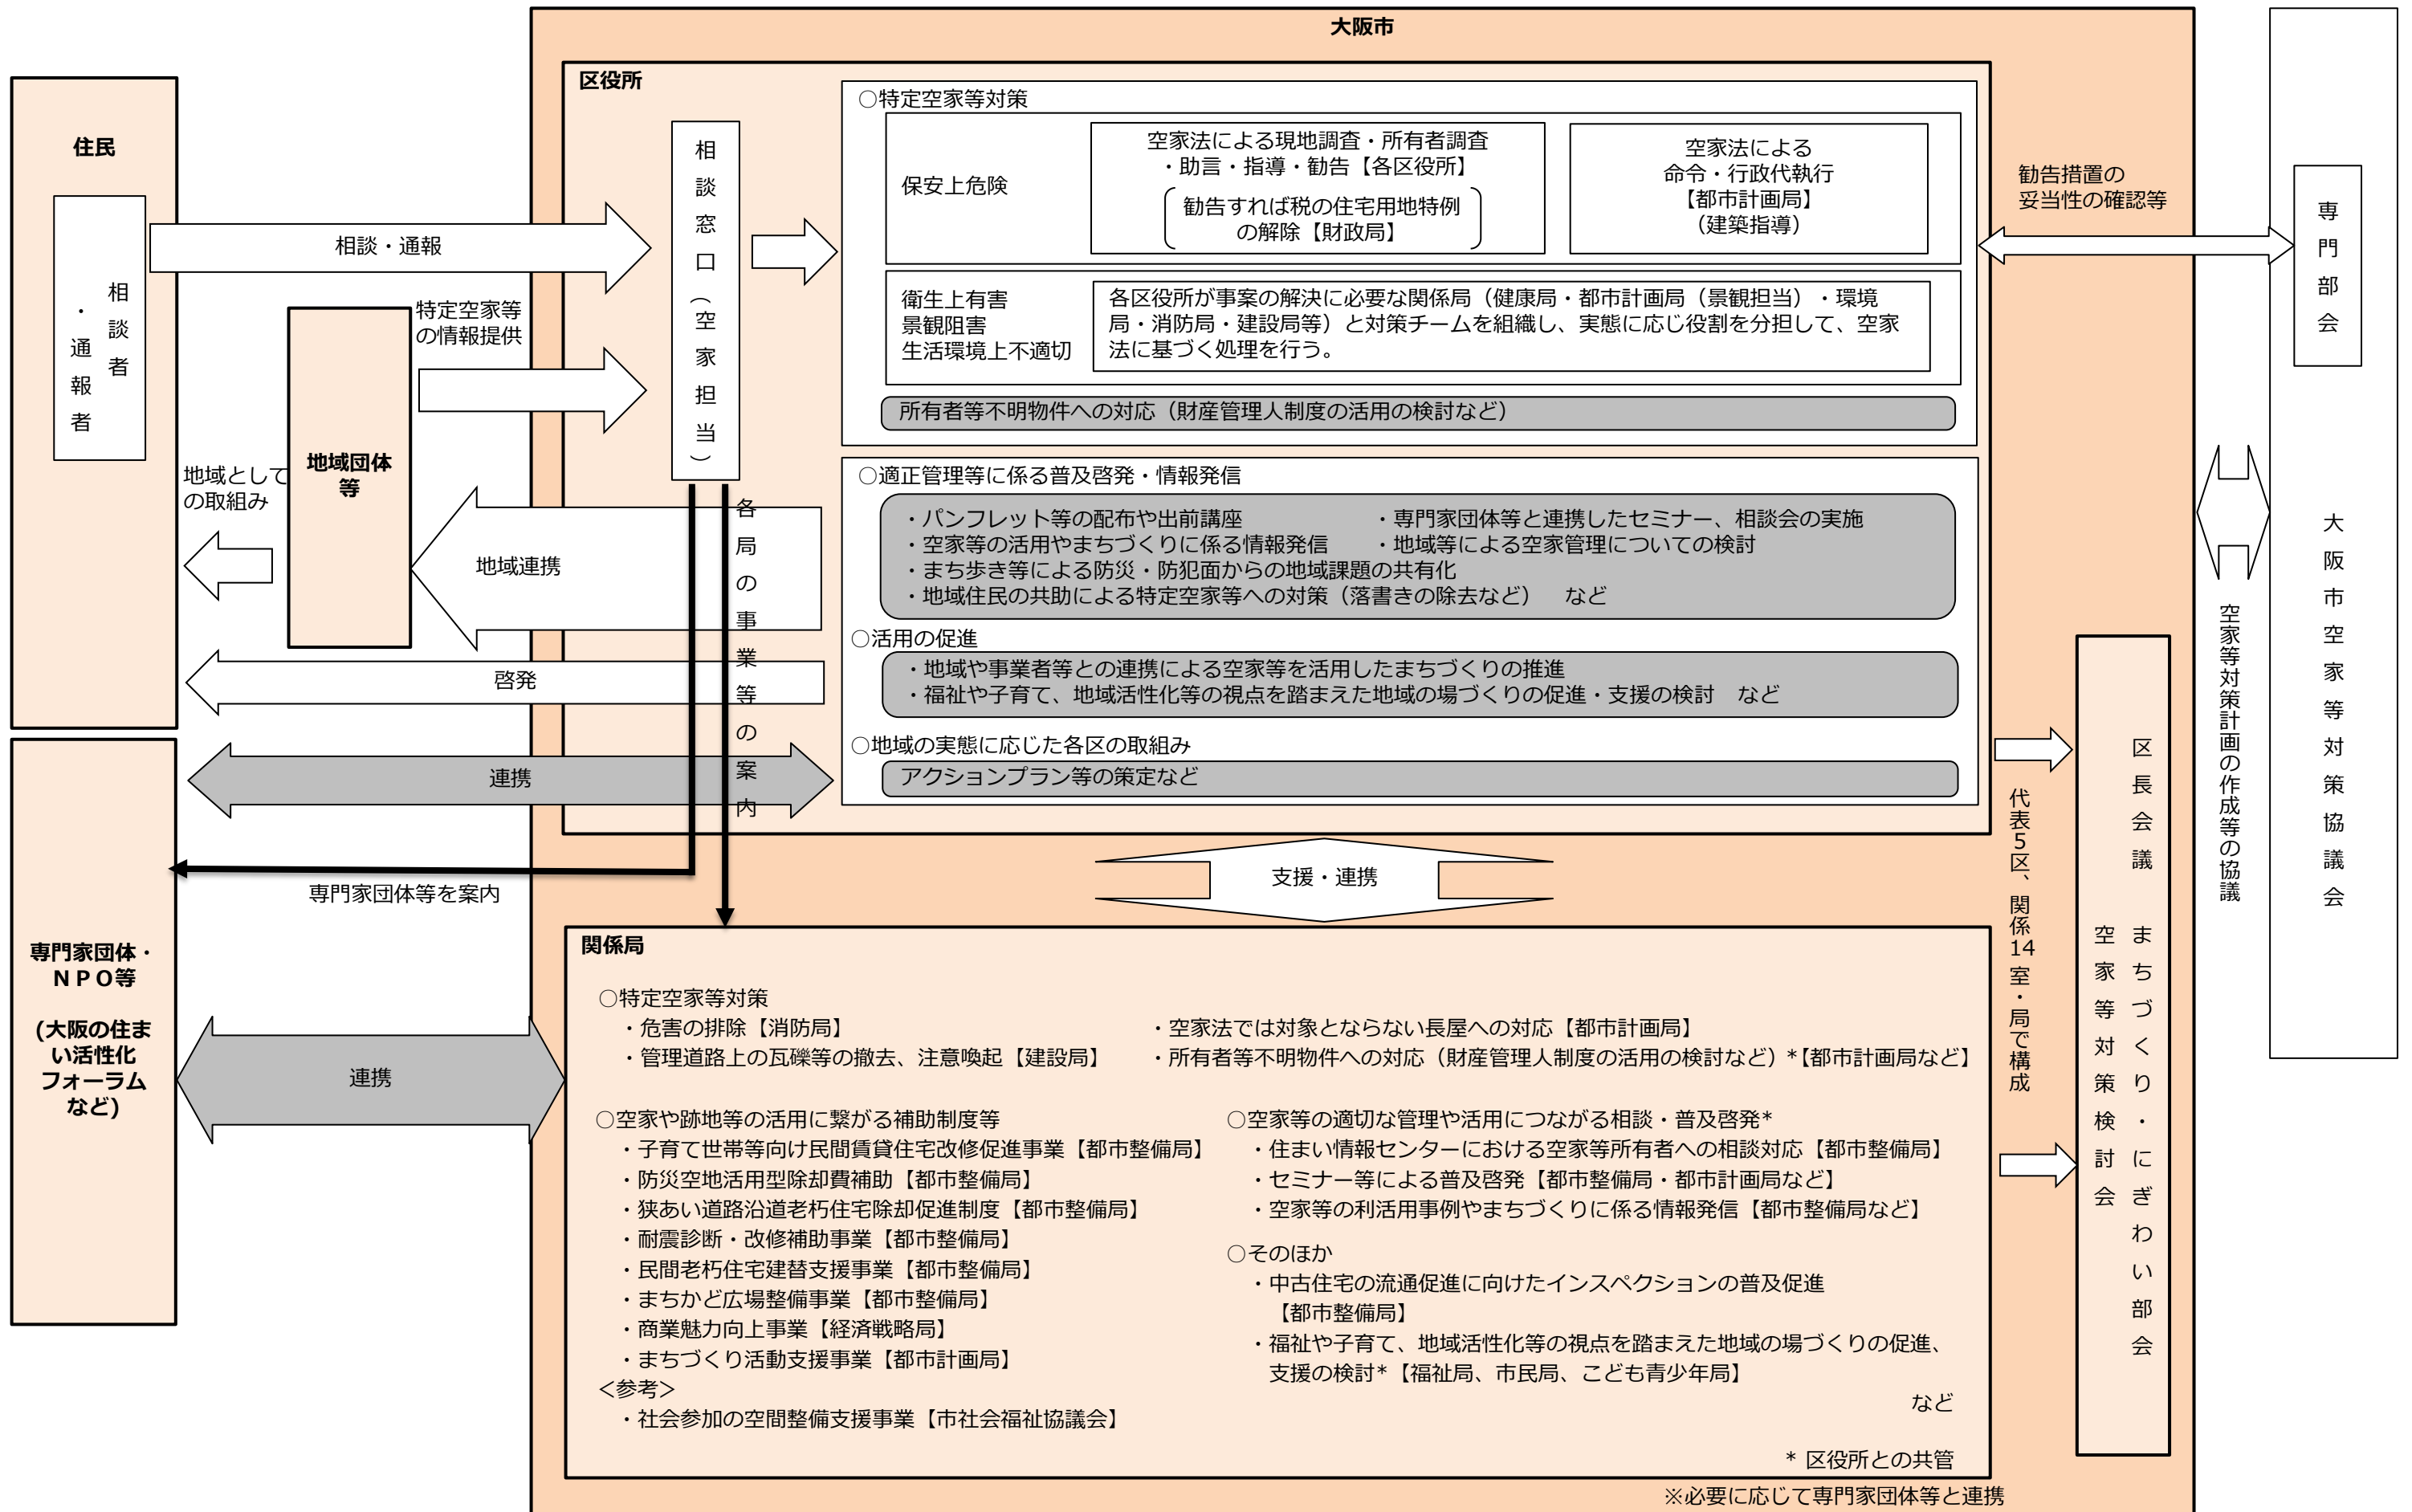 大阪市
区役所
住民
相談者
・通報者
相談・通報
特定空家等
の情報提供
地域団体
等
地域として
の取組み
地域連携
啓発
連携
相談窓口（空家担当）
各局の事業等の案内
専門家団体等を案内
○特定空家等対策
保安上危険
空家法による現地調査・所有者調査
・助言・指導・勧告【各区役所】
勧告すれば税の住宅用地特例
の解除【財政局】
空家法による
命令・行政代執行
【都市計画局】
（建築指導）
衛生上有害
景観阻害
生活環境上不適切
各区役所が事案の解決に必要な関係局（健康局・都市計画局（景観担当）・環境
局・消防局・建設局等）と対策チームを組織し、実態に応じ役割を分担して、空家
法に基づく処理を行う。
所有者等不明物件への対応（財産管理人制度の活用の検討など）
○適正管理等に係る普及啓発・情報発信
・パンフレット等の配布や出前講座　・専門家団体等と連携したセミナー、相談会の実施
・空家等の活用やまちづくりに係る情報発信　・地域等による空家管理についての検討
・まち歩き等による防災・防犯面からの地域課題の共有化
・地域住民の共助による特定空家等への対策（落書きの除去など）　など
○活用の促進
・地域や事業者等との連携による空家等を活用したまちづくりの推進
・福祉や子育て、地域活性化等の視点を踏まえた地域の場づくりの促進・支援の検討　など
○地域の実態に応じた各区の取組み
アクションプラン等の策定など
支援・連携
勧告措置の
妥当性の確認等
専門部会
大阪市空家等対策協議会
空家等対策計画の作成等の協議
代表5区、関係14室・局で構成
区長会議　まちづくり・にぎわい部会
空家等対策検討会
専門家団体・
ＮＰＯ等
(大阪の住ま
い活性化
フォーラム
など)
連携
関係局
○特定空家等対策
・危害の排除【消防局】
・管理道路上の瓦礫等の撤去、注意喚起【建設局】
・空家法では対象とならない長屋への対応【都市計画局】
・所有者等不明物件への対応（財産管理人制度の活用の検討など）*【都市計画局など】
○空家や跡地等の活用に繋がる補助制度等
・子育て世帯等向け民間賃貸住宅改修促進事業【都市整備局】
・防災空地活用型除却費補助【都市整備局】
・狭あい道路沿道老朽住宅除却促進制度【都市整備局】
・耐震診断・改修補助事業【都市整備局】
・民間老朽住宅建替支援事業【都市整備局】
・まちかど広場整備事業【都市整備局】
・商業魅力向上事業【経済戦略局】
・まちづくり活動支援事業【都市計画局】
＜参考＞
・社会参加の空間整備支援事業【市社会福祉協議会】
○空家等の適切な管理や活用につながる相談・普及啓発*
・住まい情報センターにおける空家等所有者への相談対応【都市整備局】
・セミナー等による普及啓発【都市整備局・都市計画局など】
・空家等の利活用事例やまちづくりに係る情報発信【都市整備局など】
○そのほか
・中古住宅の流通促進に向けたインスペクションの普及促進
【都市整備局】
・福祉や子育て、地域活性化等の視点を踏まえた地域の場づくりの促進、
支援の検討*【福祉局、市民局、こども青少年局】
など
* 区役所との共管
※必要に応じて専門家団体等と連携